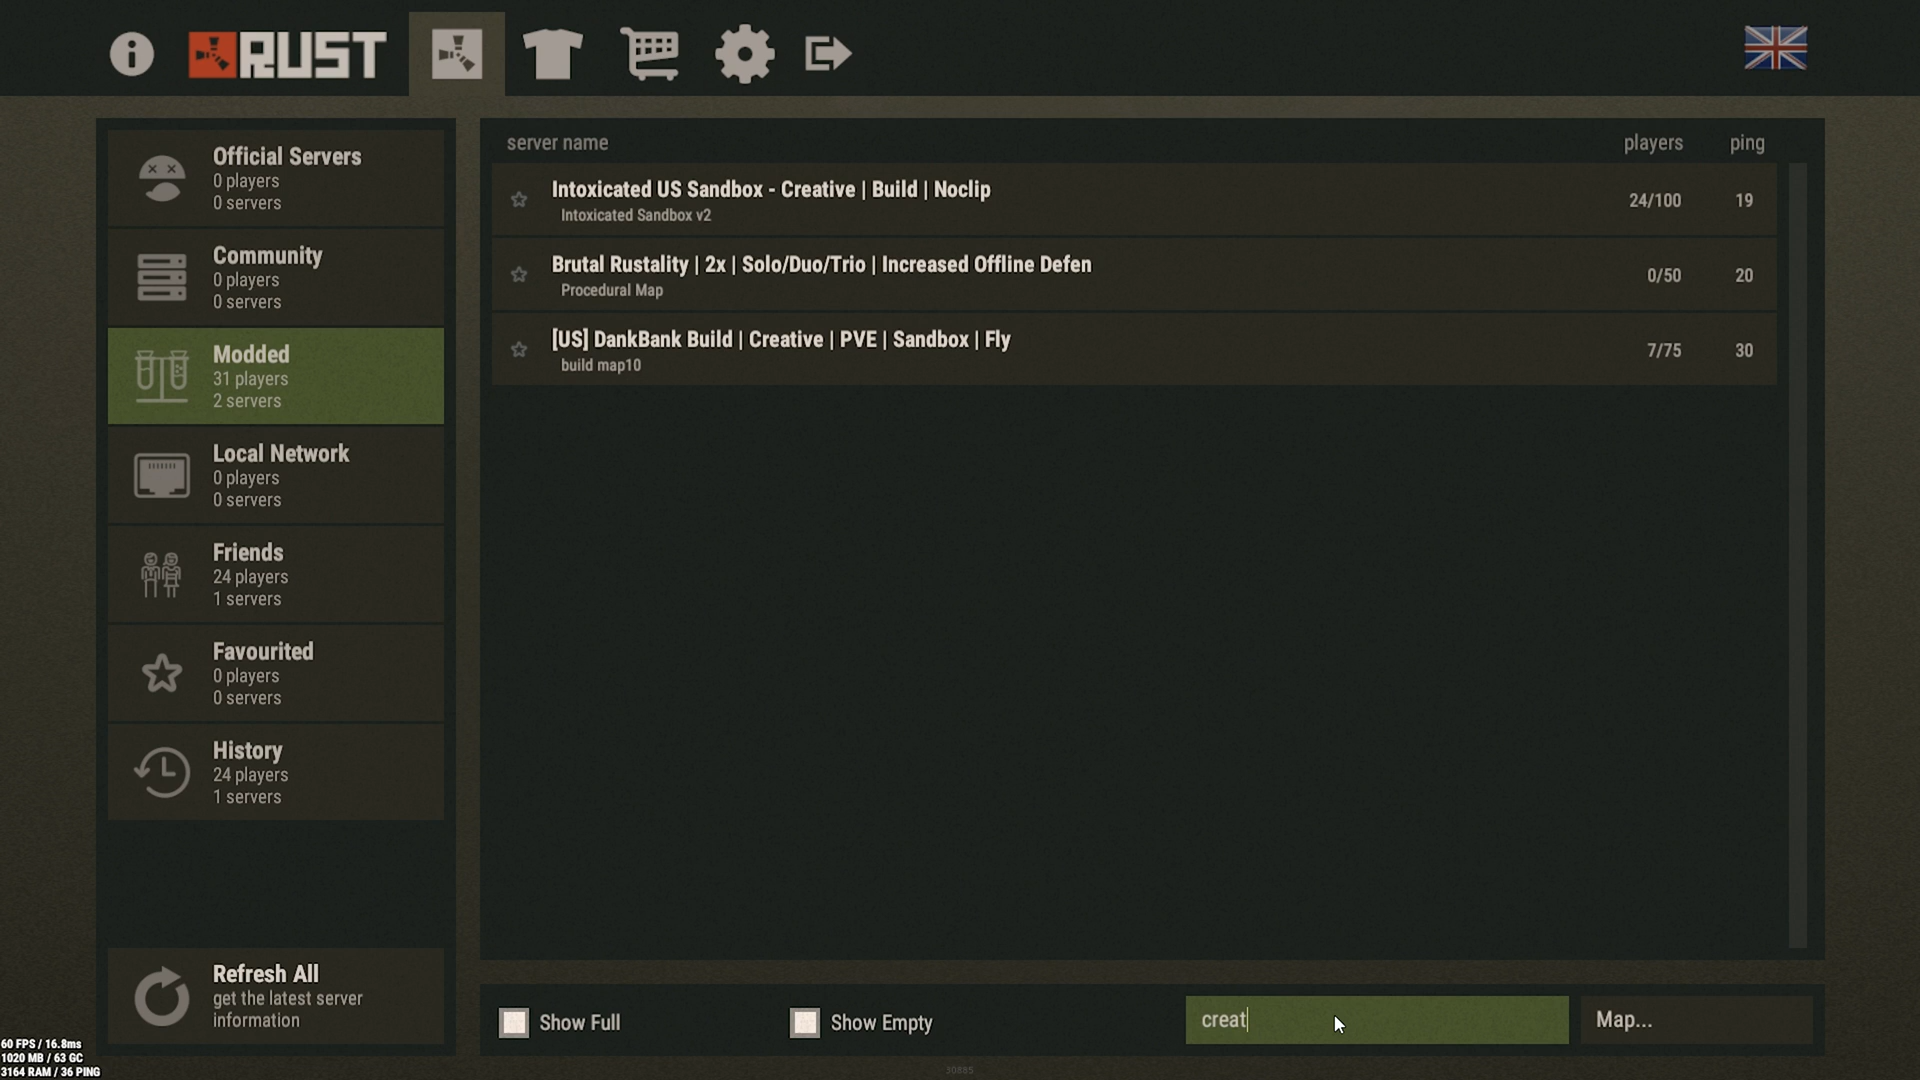 RUST
Official Servers
0 players
0 servers
Community
0 players
0 servers
Modded
31 players
2 servers
Local Network
0 players
0 servers
Friends
24 players
1 servers
Favourited
0 players
0 servers
History
24 players
1 servers
Refresh All
get the latest server
information
server name players ping
Intoxicated US Sandbox - Creative | Build | Noclip 24/100 19
Intoxicated Sandbox v2
Brutal Rustality | 2x | Solo/Duo/Trio | Increased Offline Defen 0/50 20
Procedural Map
[US] DankBank Build | Creative | PVE | Sandbox | Fly 7/75 30
build map10
Show Full Show Empty creat Map...
60 FPS / 16.8ms
1020 MB / 63 GC
3164 RAM / 36 PING
30885